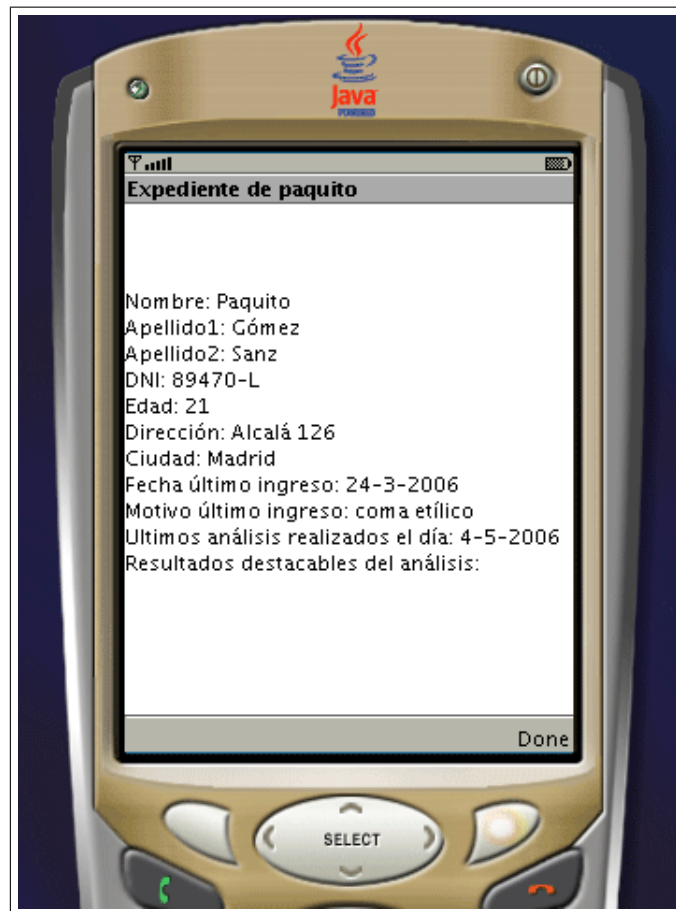 Java
POWERED
Expediente de paquito
Nombre: Paquito
Apellido1: Gómez
Apellido2: Sanz
DNI: 89470-L
Edad: 21
Dirección: Alcalá 126
Ciudad: Madrid
Fecha último ingreso: 24-3-2006
Motivo último ingreso: coma etílico
Ultimos análisis realizados el día: 4-5-2006
Resultados destacables del análisis:
Done
SELECT